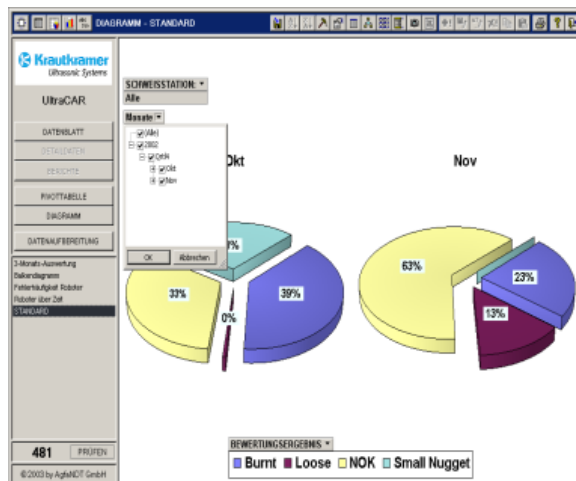 DIAGRAMM - STANDARD
Krautkramer
Ultrasonic Systems
UltraCAR
DATENBLATT
DETAILDATEN
BERICHTE
PIVOTTABELLE
DIAGRAMM
DATENAUFBEREITUNG
3-Monats-Auswertung
Balkendiagramm
Fehlerhäufigkeit Roboter
Roboter über Zeit
STANDARD
481 PRÜFEN
© 2003 by AgfaNDT GmbH
SCHWEISSTATION:
Alle
Monate
(Alle)
2002
Qrtl4
Okt
Nov
OK Abbrechen
Okt
33%
0%
39%
Nov
63%
23%
13%
BEWERTUNGSERGEBNIS
Burnt Loose NOK Small Nugget